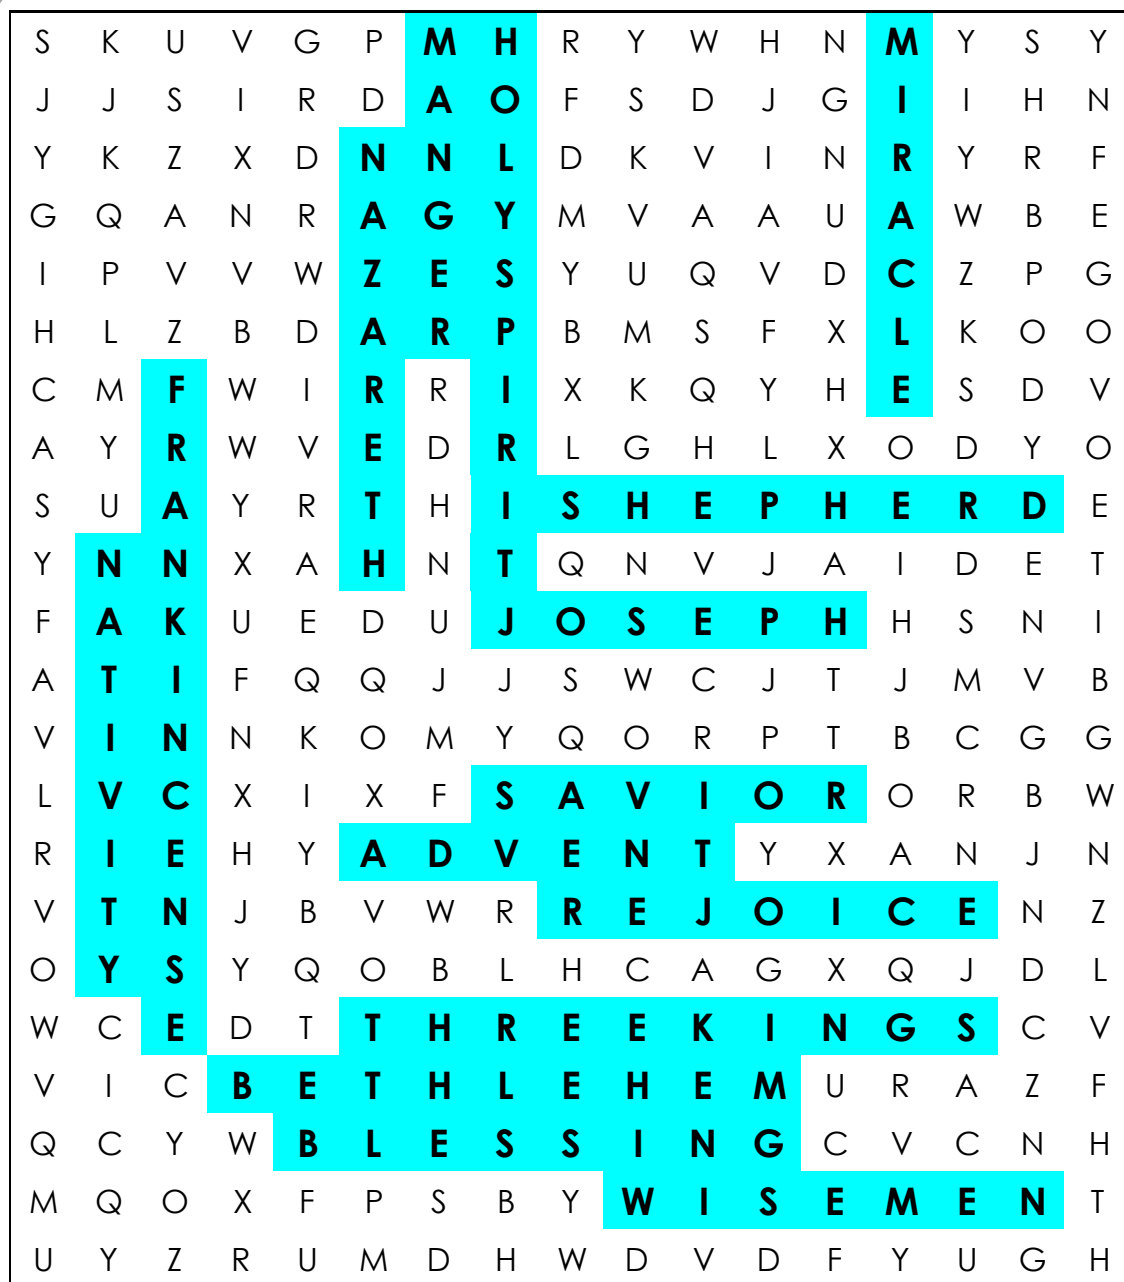 S K U V G P M H R Y W H N M Y S Y
J J S I R D A O F S D J G I I H N
Y K Z X D N N L D K V I N R Y R F
G Q A N R A G Y M V A A U A W B E
I P V V W Z E S Y U Q V D C Z P G
H L Z B D A R P B M S F X L K O O
C M F W I R R I X K Q Y H E S D V
A Y R W V E D R L G H L X O D Y O
S U A Y R T H I S H E P H E R D E
Y N N X A H N T Q N V J A I D E T
F A K U E D U J O S E P H H S N I
A T I F Q Q J J S W C J T J M V B
V I N N K O M Y Q O R P T B C G G
L V C X I X F S A V I O R O R B W
R I E H Y A D V E N T Y X A N J N
V T N J B V W R R E J O I C E N Z
O Y S Y Q O B L H C A G X Q J D L
W C E D T T H R E E K I N G S C V
V I C B E T H L E H E M U R A Z F
Q C Y W B L E S S I N G C V C N H
M Q O X F P S B Y W I S E M E N T
U Y Z R U M D H W D V D F Y U G H